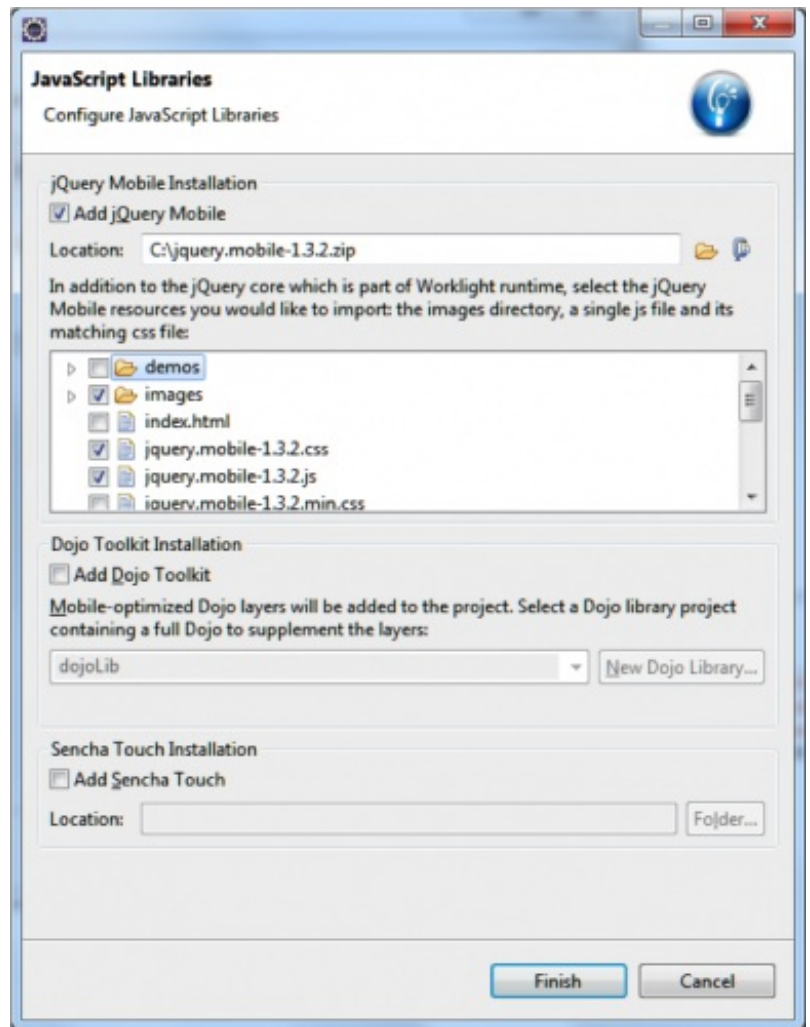 JavaScript Libraries
Configure JavaScript Libraries
jQuery Mobile Installation
Add jQuery Mobile
Location: C:\jquery.mobile-1.3.2.zip
In addition to the jQuery core which is part of Worklight runtime, select the jQuery
Mobile resources you would like to import: the images directory, a single js file and its
matching css file:
demos
images
index.html
jquery.mobile-1.3.2.css
jquery.mobile-1.3.2.js
jquery.mobile-1.3.2.min.css
Dojo Toolkit Installation
Add Dojo Toolkit
Mobile-optimized Dojo layers will be added to the project. Select a Dojo library project
containing a full Dojo to supplement the layers:
dojoLib New Dojo Library...
Sencha Touch Installation
Add Sencha Touch
Location: Folder...
Finish Cancel